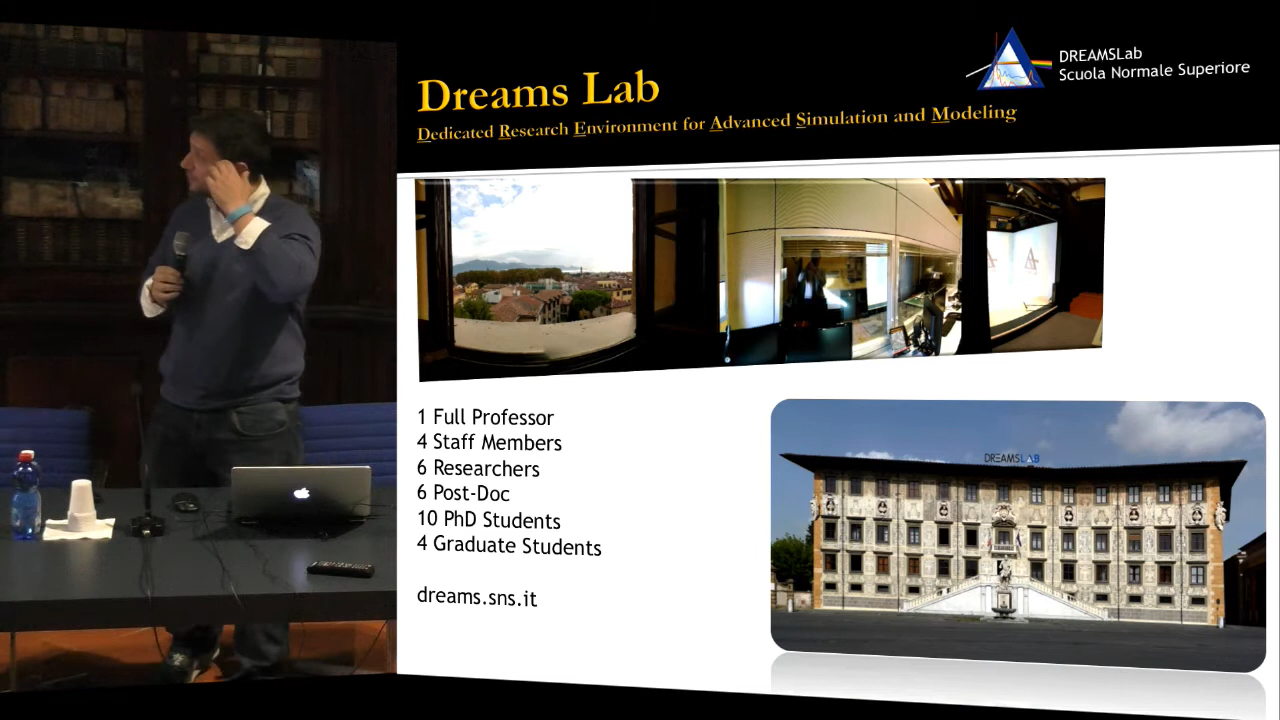 DREAMSLab
Scuola Normale Superiore
Dreams Lab
Dedicated Research Environment for Advanced Simulation and Modeling
1 Full Professor
4 Staff Members
6 Researchers
6 Post-Doc
10 PhD Students
4 Graduate Students
dreams.sns.it
DREAMSLAB